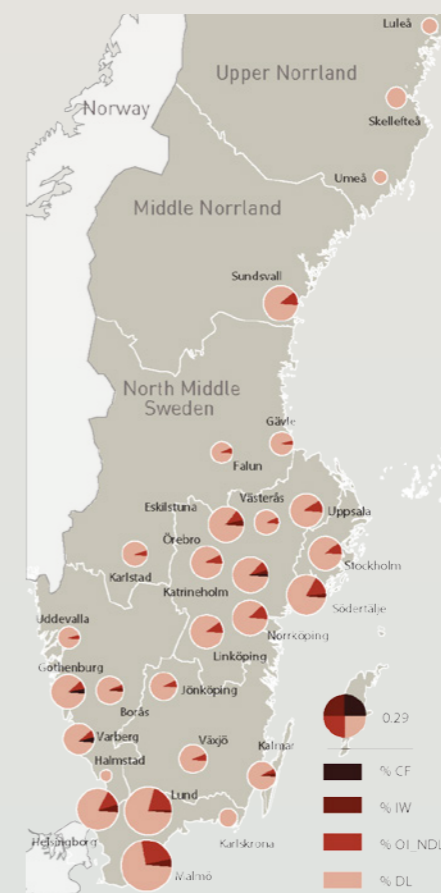 Luleå
Upper Norrland
Norway
Skellefteå
Umeå
Middle Norrland
Sundsvall
North Middle
Sweden
Gävle
Falun
Eskilstuna
Västerås
Uppsala
Örebro
Karlstad
Stockholm
Katrineholm
Södertälje
Uddevalla
Norrköping
Linköping
Gothenburg
Jönköping
Borås
Varberg
Växjö
Kalmar
Halmstad
Lund
Karlskrona
Helsingborg
Malmö
0.29
% CF
% IW
% OI_NDL
% DL